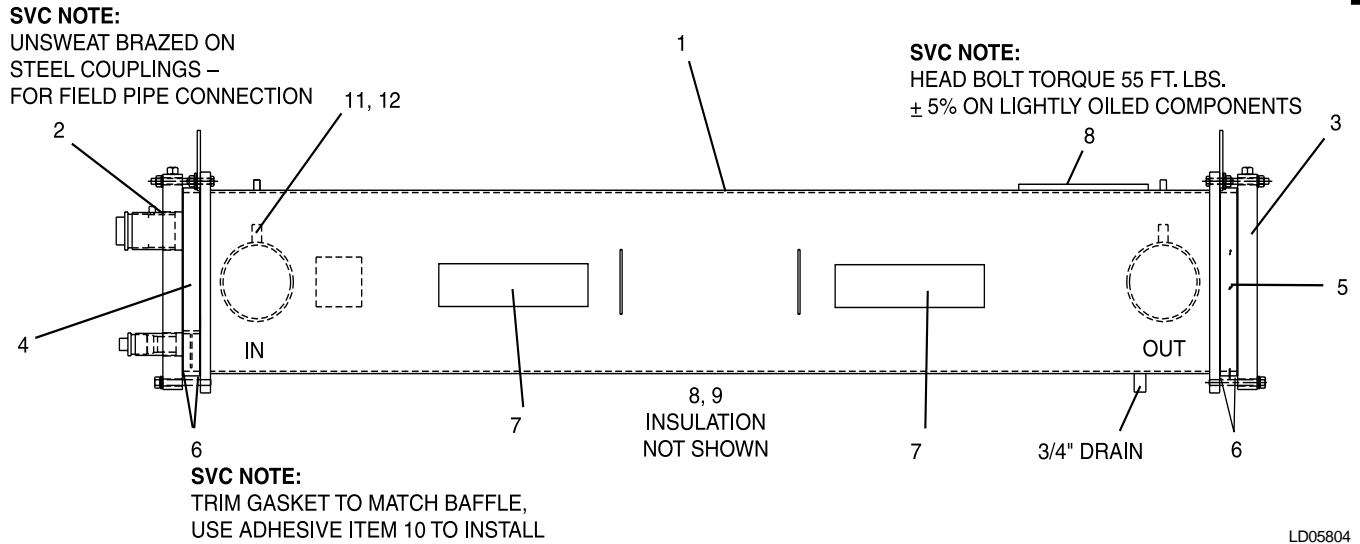 SVC NOTE:
UNSWEAT BRAZED ON
STEEL COUPLINGS –
FOR FIELD PIPE CONNECTION
11, 12
1
SVC NOTE:
HEAD BOLT TORQUE 55 FT. LBS.
± 5% ON LIGHTLY OILED COMPONENTS
2
8
3
4
5
IN
OUT
6
7
8, 9
INSULATION
NOT SHOWN
7
3/4" DRAIN
6
SVC NOTE:
TRIM GASKET TO MATCH BAFFLE,
USE ADHESIVE ITEM 10 TO INSTALL
LD05804